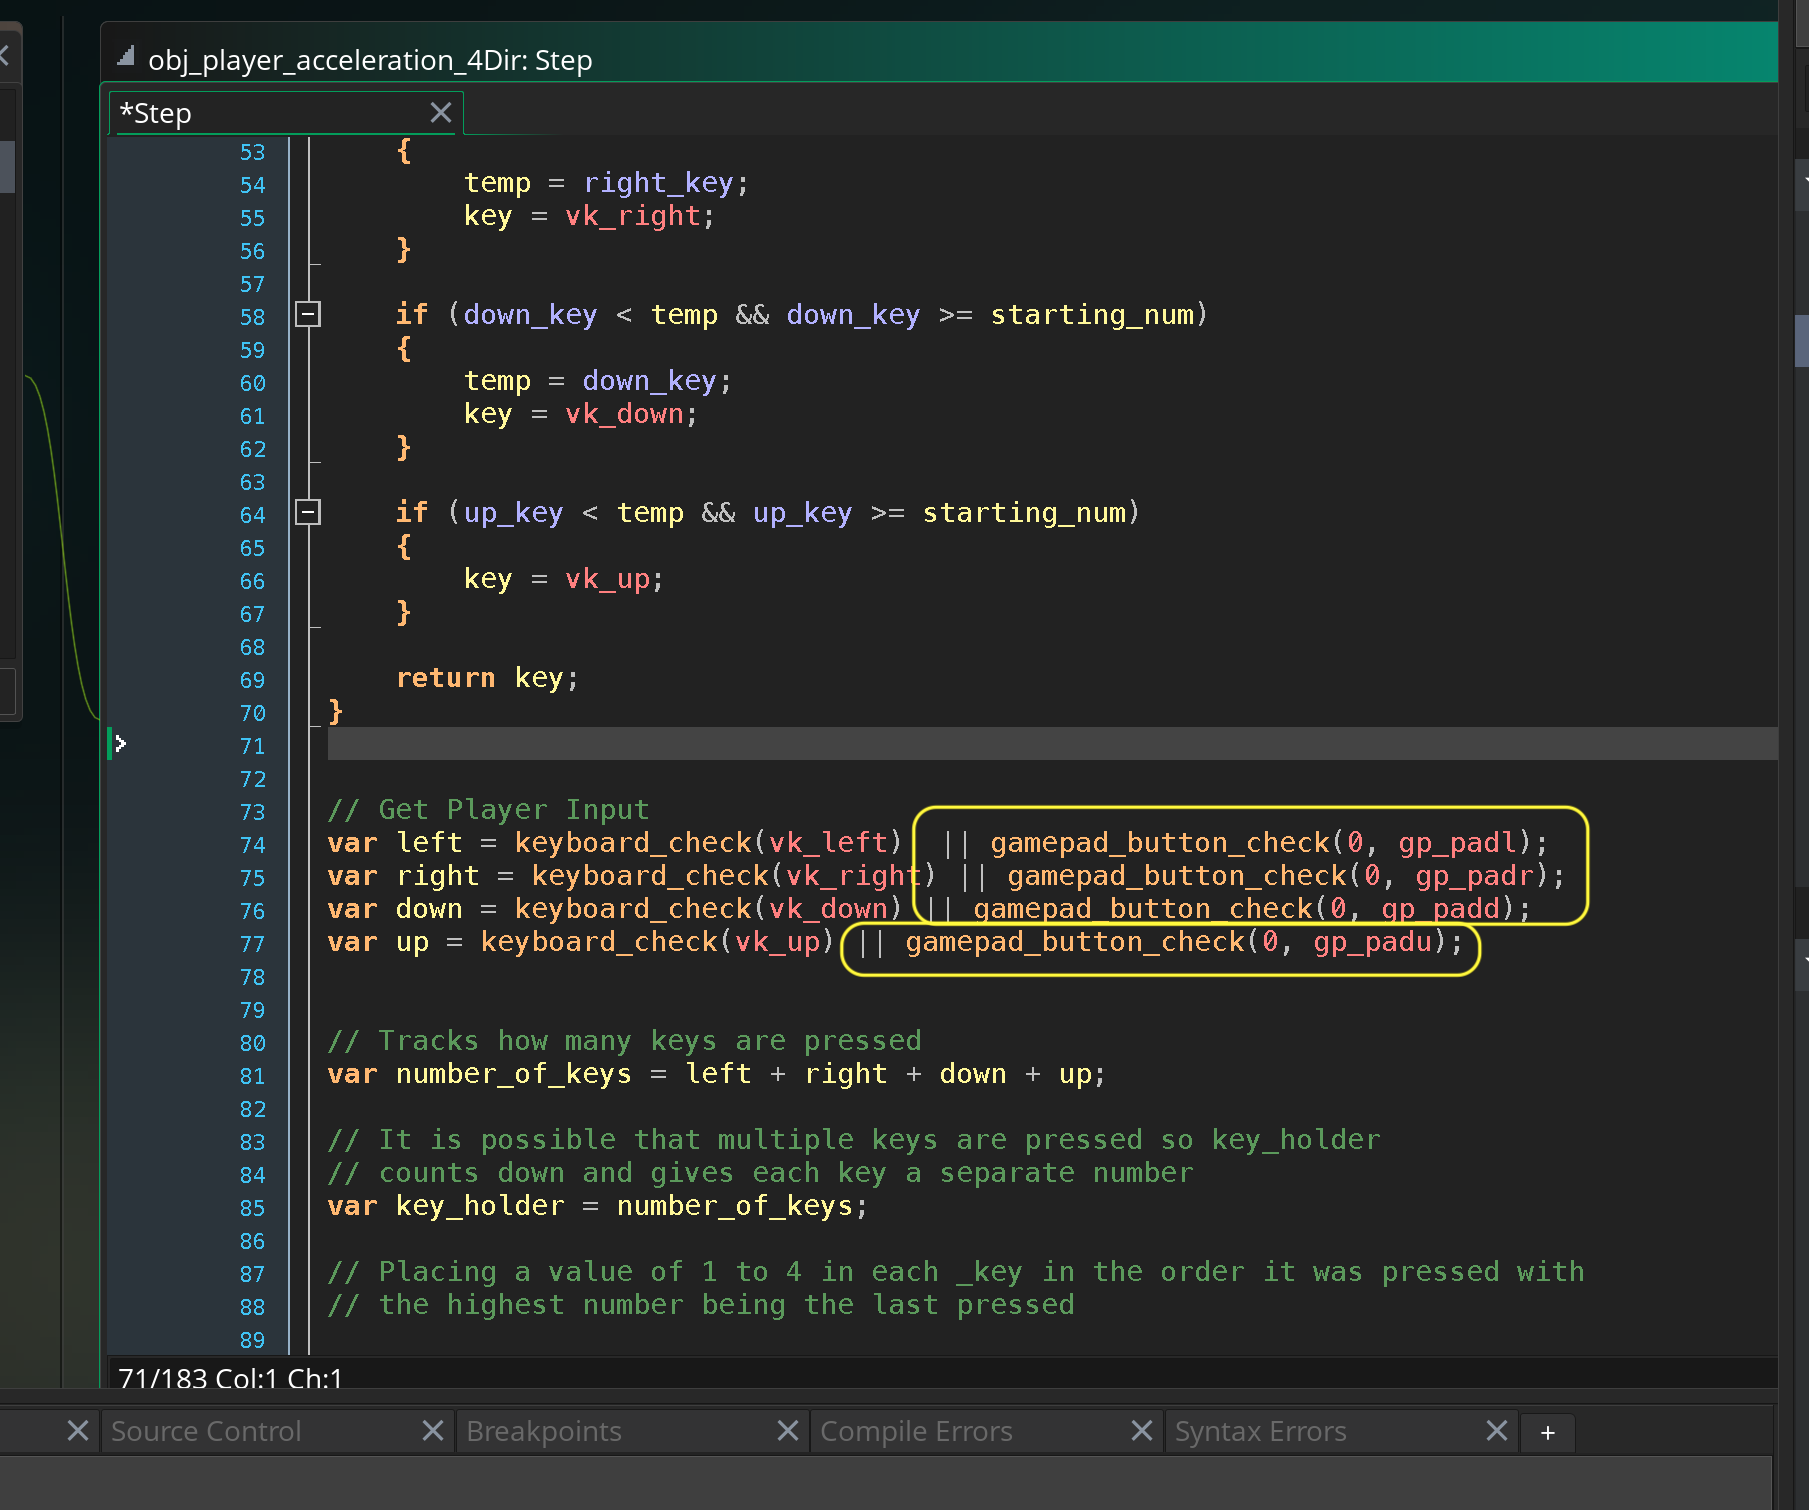 obj_player_acceleration_4Dir: Step
*Step
53 {
54 temp = right_key;
55 key = vk_right;
56 }
57
58 if (down_key < temp && down_key >= starting_num)
59 {
60 temp = down_key;
61 key = vk_down;
62 }
63
64 if (up_key < temp && up_key >= starting_num)
65 {
66 key = vk_up;
67 }
68
69 return key;
70 }
71
72
73 // Get Player Input
74 var left = keyboard_check(vk_left) || gamepad_button_check(0, gp_padl);
75 var right = keyboard_check(vk_right) || gamepad_button_check(0, gp_padr);
76 var down = keyboard_check(vk_down) || gamepad_button_check(0, gp_padd);
77 var up = keyboard_check(vk_up) || gamepad_button_check(0, gp_padu);
78
79
80 // Tracks how many keys are pressed
81 var number_of_keys = left + right + down + up;
82
83 // It is possible that multiple keys are pressed so key_holder
84 // counts down and gives each key a separate number
85 var key_holder = number_of_keys;
86
87 // Placing a value of 1 to 4 in each _key in the order it was pressed with
88 // the highest number being the last pressed
89
71/183 Col:1 Ch:1
Source Control Breakpoints Compile Errors Syntax Errors +